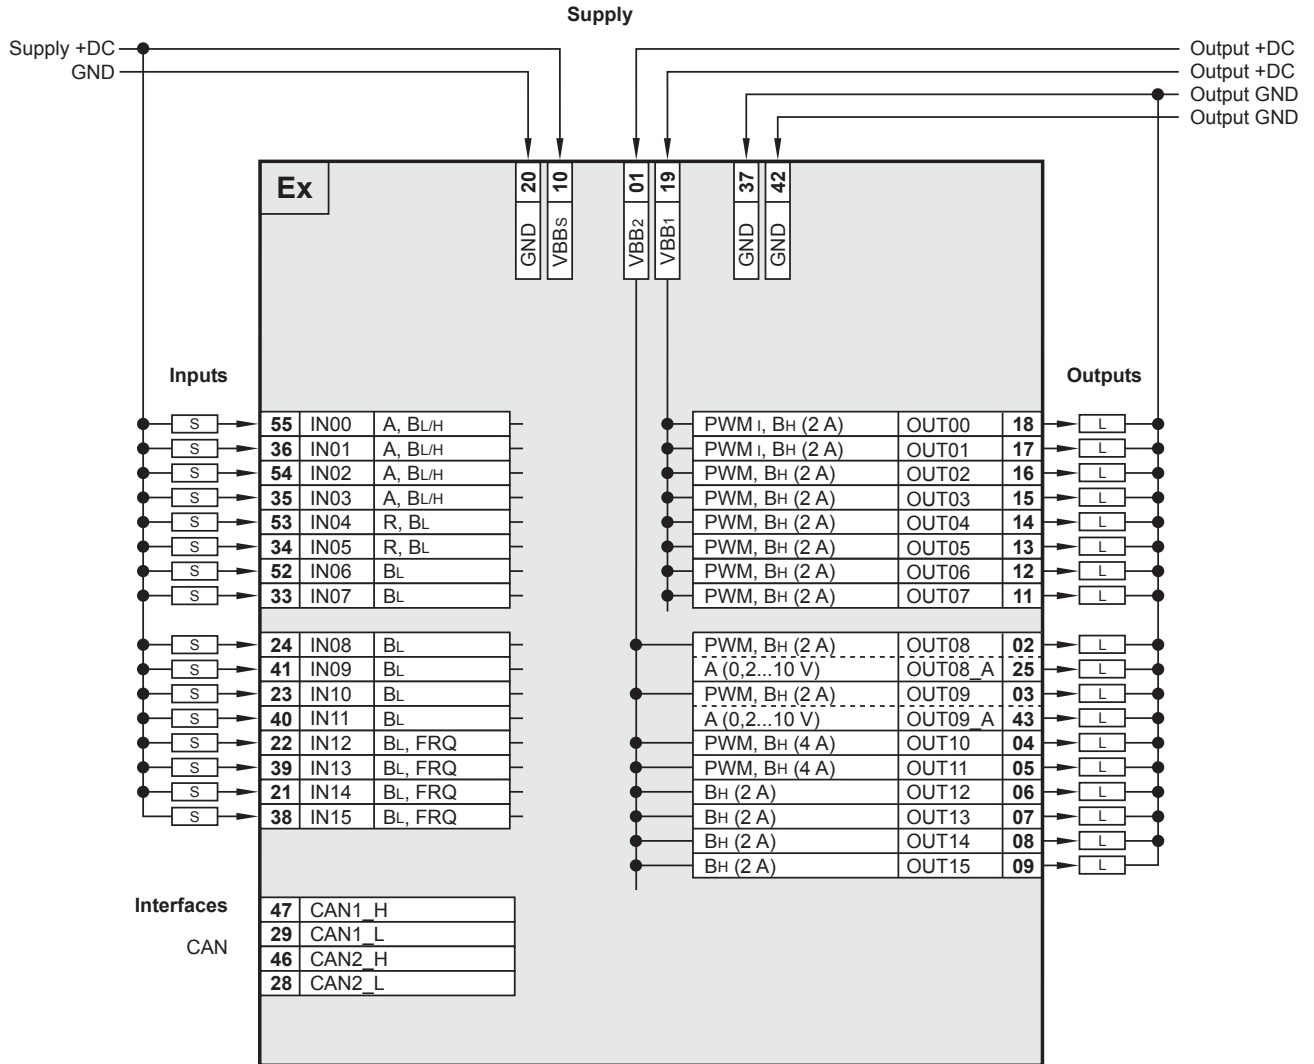 Supply
Supply +DC
GND
Output +DC
Output +DC
Output GND
Output GND
Ex
20 GND
10 VBBS
01 VBB2
19 VBB1
37 GND
42 GND
Inputs
Outputs
S 55 IN00 A, BL/H
S 36 IN01 A, BL/H
S 54 IN02 A, BL/H
S 35 IN03 A, BL/H
S 53 IN04 R, BL
S 34 IN05 R, BL
S 52 IN06 BL
S 33 IN07 BL
S 24 IN08 BL
S 41 IN09 BL
S 23 IN10 BL
S 40 IN11 BL
S 22 IN12 BL, FRQ
S 39 IN13 BL, FRQ
S 21 IN14 BL, FRQ
S 38 IN15 BL, FRQ
PWM I, BH (2 A) OUT00 18 L
PWM I, BH (2 A) OUT01 17 L
PWM, BH (2 A) OUT02 16 L
PWM, BH (2 A) OUT03 15 L
PWM, BH (2 A) OUT04 14 L
PWM, BH (2 A) OUT05 13 L
PWM, BH (2 A) OUT06 12 L
PWM, BH (2 A) OUT07 11 L
PWM, BH (2 A) OUT08 02 L
A (0,2...10 V) OUT08_A 25 L
PWM, BH (2 A) OUT09 03 L
A (0,2...10 V) OUT09_A 43 L
PWM, BH (4 A) OUT10 04 L
PWM, BH (4 A) OUT11 05 L
BH (2 A) OUT12 06 L
BH (2 A) OUT13 07 L
BH (2 A) OUT14 08 L
BH (2 A) OUT15 09 L
Interfaces
CAN
47 CAN1_H
29 CAN1_L
46 CAN2_H
28 CAN2_L